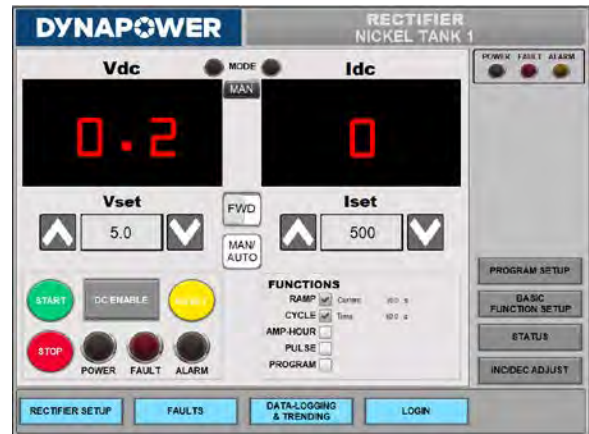 DYNAPOWER
RECTIFIER
NICKEL TANK 1
POWER FAULT ALARM
Vdc
MODE
Idc
MAN
0.2
0
Vset
FWD
Iset
5.0
MAN/
AUTO
500
PROGRAM SETUP
FUNCTIONS
START
DC ENABLE
RAMP
BASIC
FUNCTION SETUP
CYCLE
Time
AMP-HOUR
STATUS
STOP
PULSE
POWER FAULT ALARM
PROGRAM
INC/DEC ADJUST
RECTIFIER SETUP
FAULTS
DATA-LOGGING
& TRENDING
LOGIN